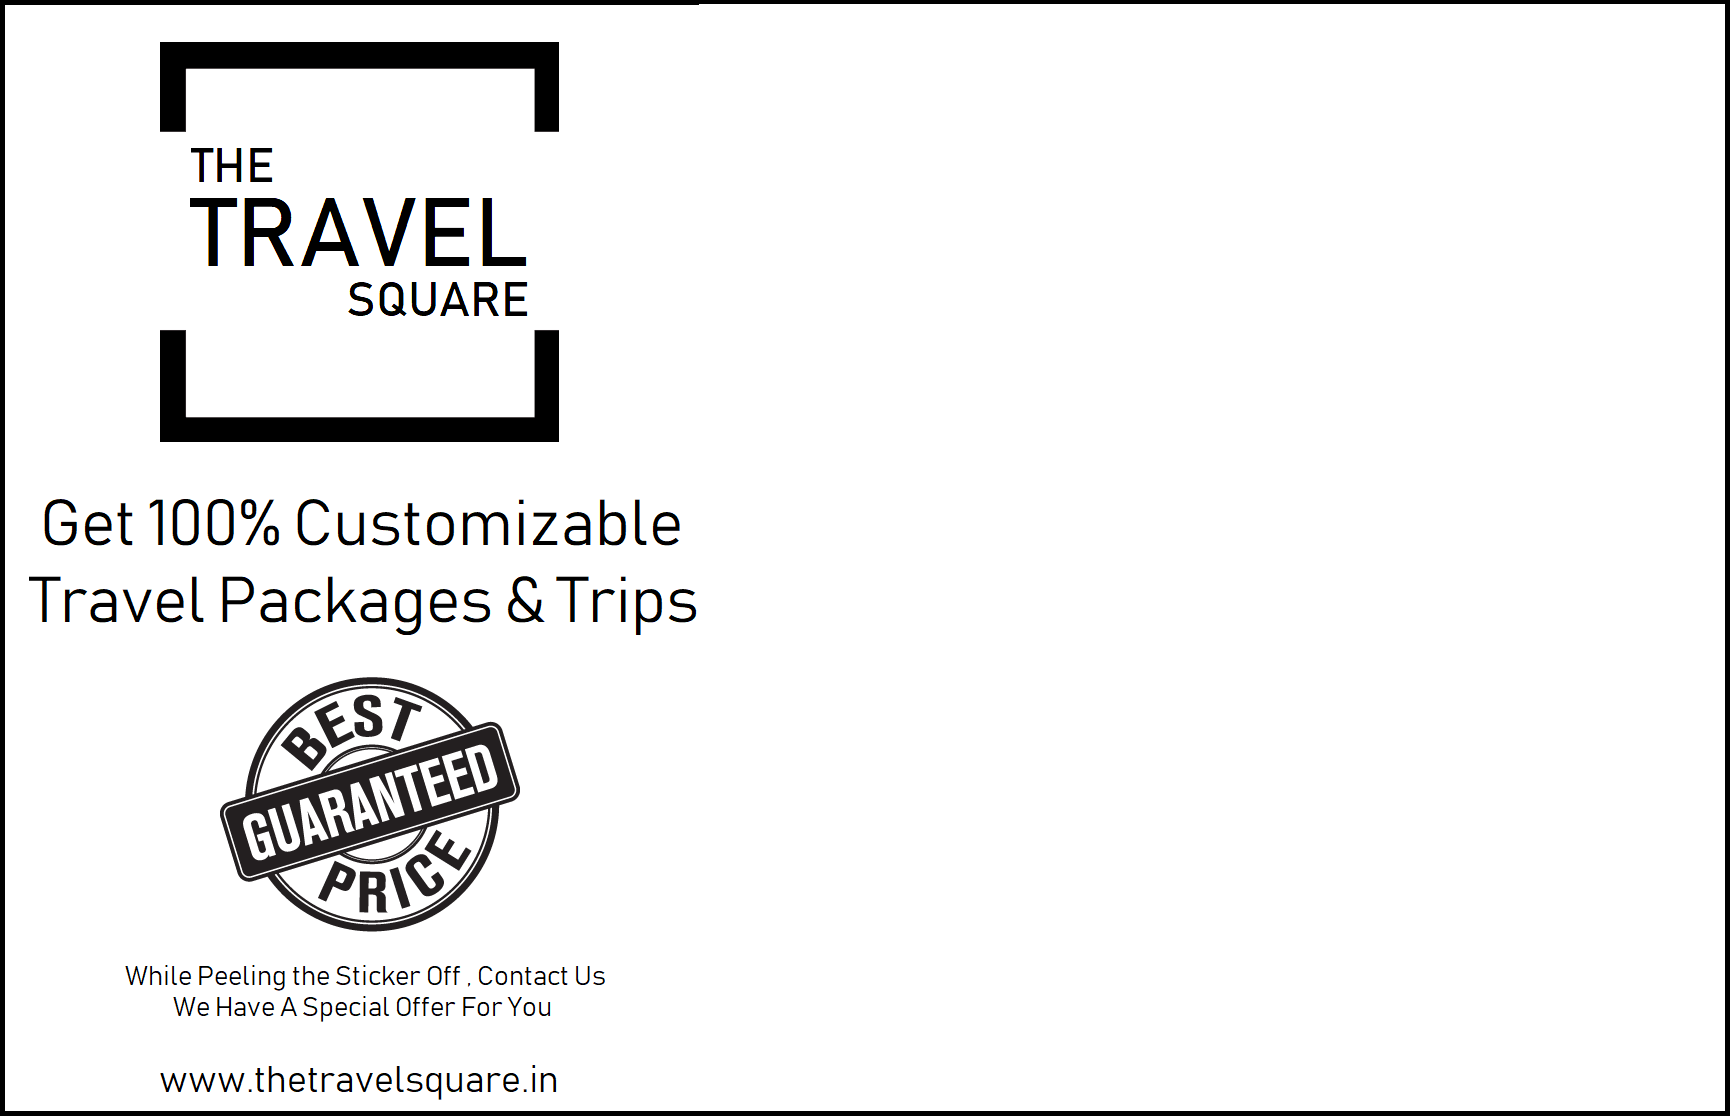 THE
TRAVEL
SQUARE
Get 100% Customizable
Travel Packages & Trips
BEST
GUARANTEED
PRICE
While Peeling the Sticker Off , Contact Us
We Have A Special Offer For You
www.thetravelsquare.in